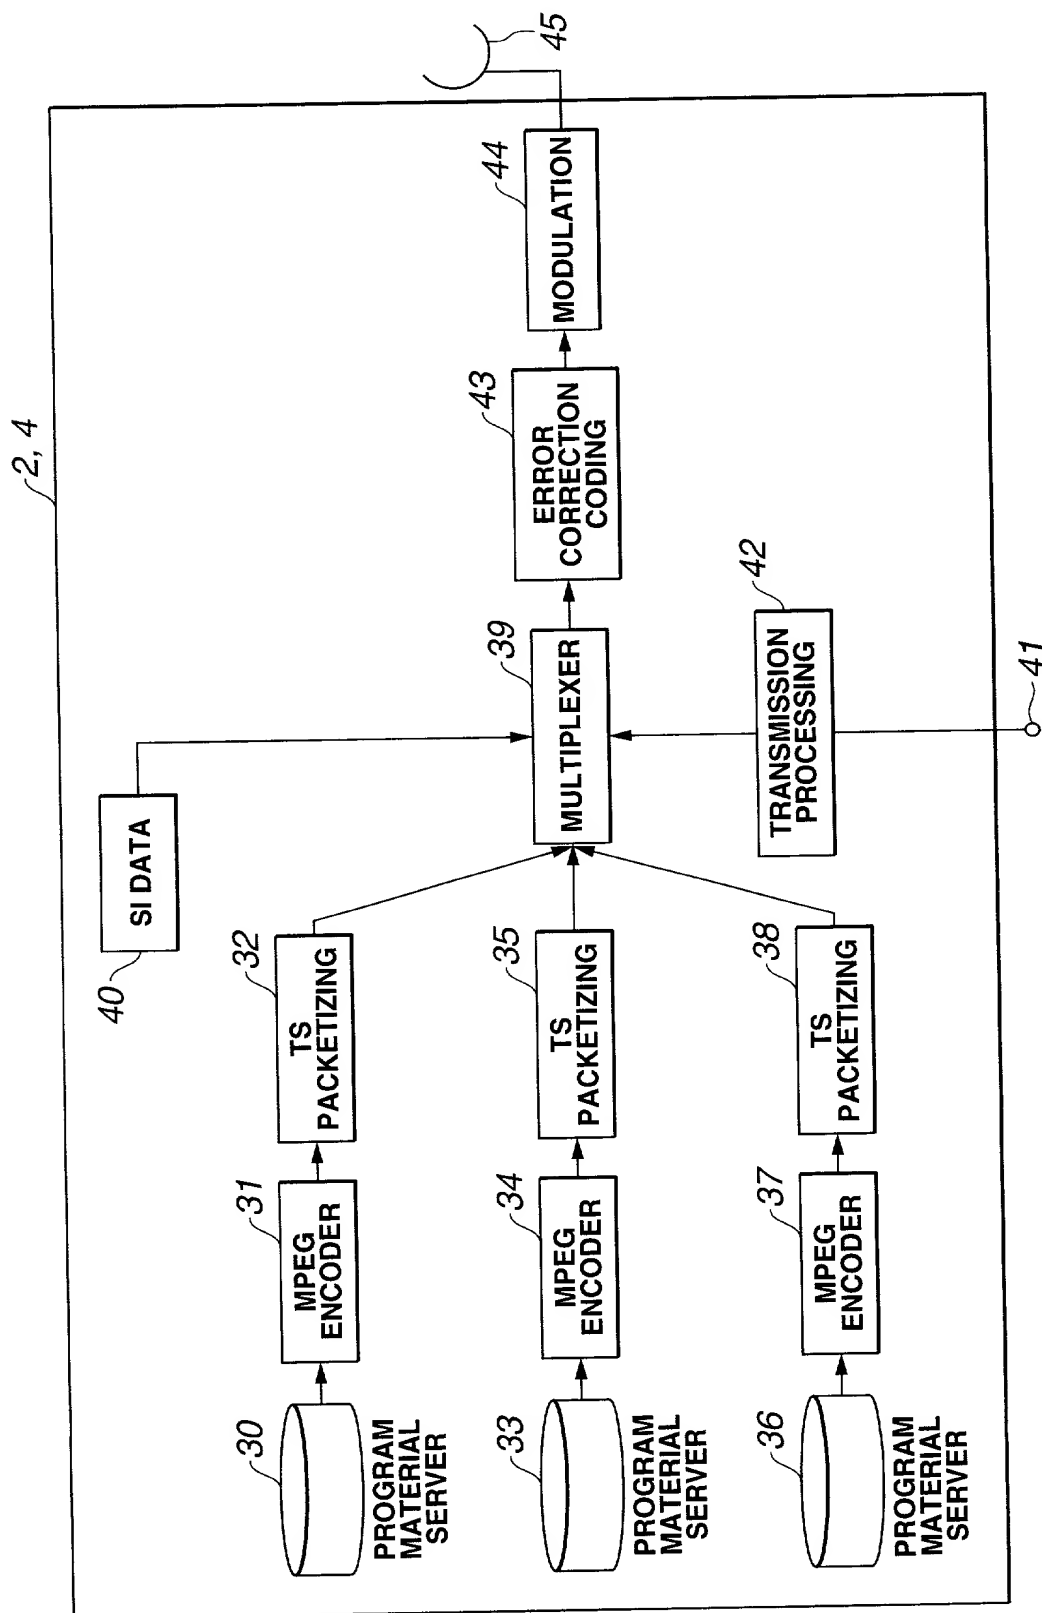 2, 4
40
SI DATA
30
PROGRAM
MATERIAL
SERVER
31
MPEG
ENCODER
32
TS
PACKETIZING
33
PROGRAM
MATERIAL
SERVER
34
MPEG
ENCODER
35
TS
PACKETIZING
36
PROGRAM
MATERIAL
SERVER
37
MPEG
ENCODER
38
TS
PACKETIZING
39
MULTIPLEXER
42
TRANSMISSION
PROCESSING
41
43
ERROR
CORRECTION
CODING
44
MODULATION
45